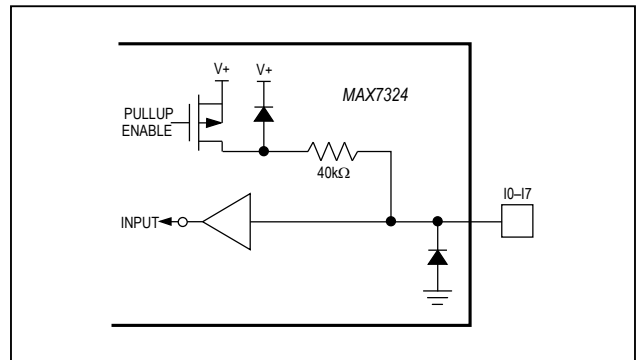 V+ V+
MAX7324
PULLUP
ENABLE
40kΩ
I0–I7
INPUT